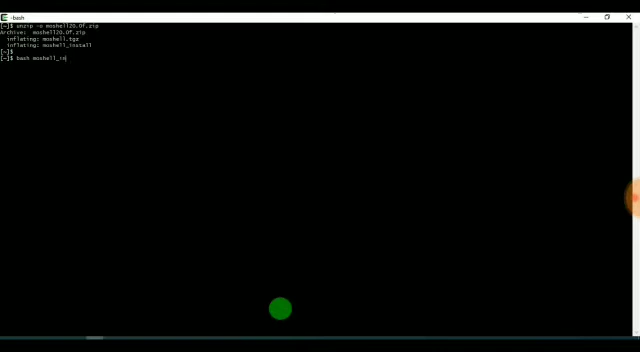 -bash
[~]$ unzip -o moshell20.0f.zip
Archive:  moshell20.0f.zip
  inflating: moshell.tgz
  inflating: moshell_install
[~]$
[~]$ bash moshell_in